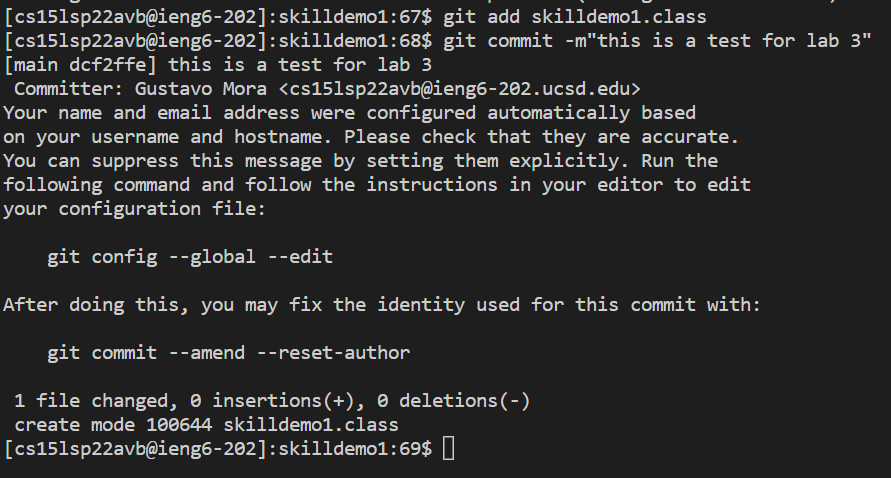 [cs15lsp22avb@ieng6-202]:skilldemo1:67$ git add skilldemo1.class
[cs15lsp22avb@ieng6-202]:skilldemo1:68$ git commit -m"this is a test for lab 3"
[main dcf2ffe] this is a test for lab 3
 Committer: Gustavo Mora <cs15lsp22avb@ieng6-202.ucsd.edu>
Your name and email address were configured automatically based
on your username and hostname. Please check that they are accurate.
You can suppress this message by setting them explicitly. Run the
following command and follow the instructions in your editor to edit
your configuration file:

    git config --global --edit

After doing this, you may fix the identity used for this commit with:

    git commit --amend --reset-author

 1 file changed, 0 insertions(+), 0 deletions(-)
 create mode 100644 skilldemo1.class
[cs15lsp22avb@ieng6-202]:skilldemo1:69$